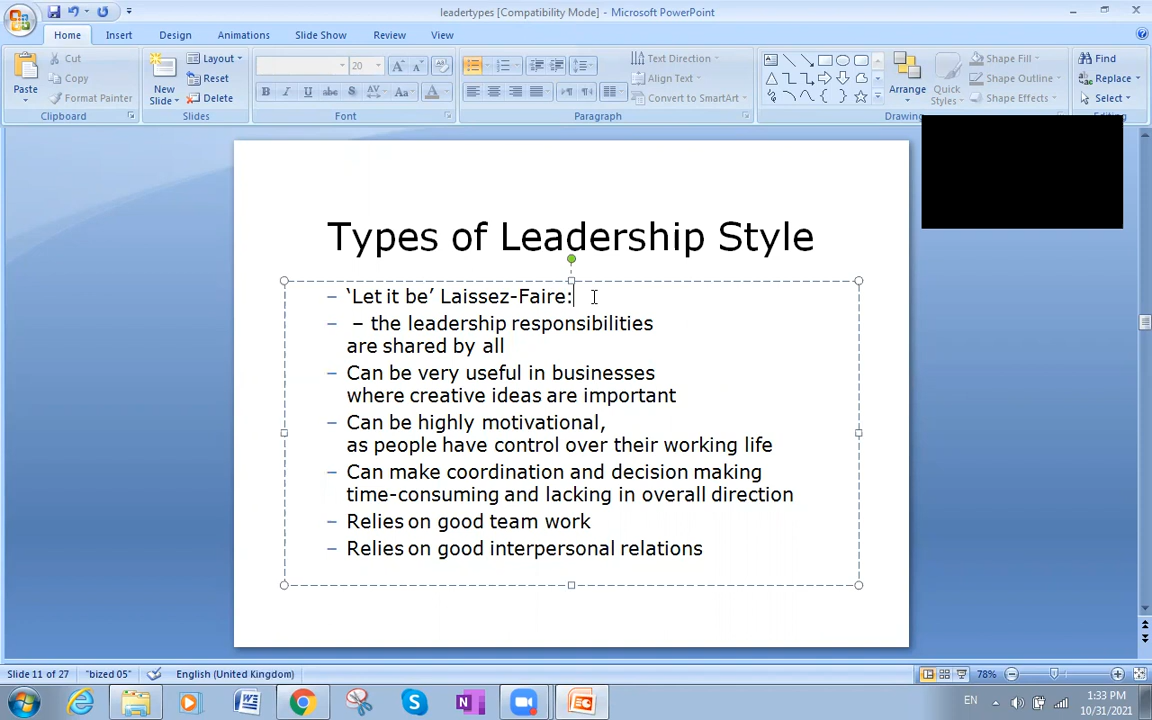 leadertypes [Compatibility Mode] - Microsoft PowerPoint
Home Insert Design Animations Slide Show Review View
Cut
Copy
Format Painter
Paste
Clipboard
New
Slide
Layout
Reset
Delete
Slides
20
Font
Text Direction
Align Text
Convert to SmartArt
Paragraph
Arrange
Quick
Styles
Shape Fill
Shape Outline
Shape Effects
Find
Replace
Select
Types of Leadership Style
– ‘Let it be’ Laissez-Faire:
– – the leadership responsibilities
are shared by all
– Can be very useful in businesses
where creative ideas are important
– Can be highly motivational,
as people have control over their working life
– Can make coordination and decision making
time-consuming and lacking in overall direction
– Relies on good team work
– Relies on good interpersonal relations
Slide 11 of 27 "bized 05" English (United Kingdom) 78%
EN 1:33 PM
10/31/2021